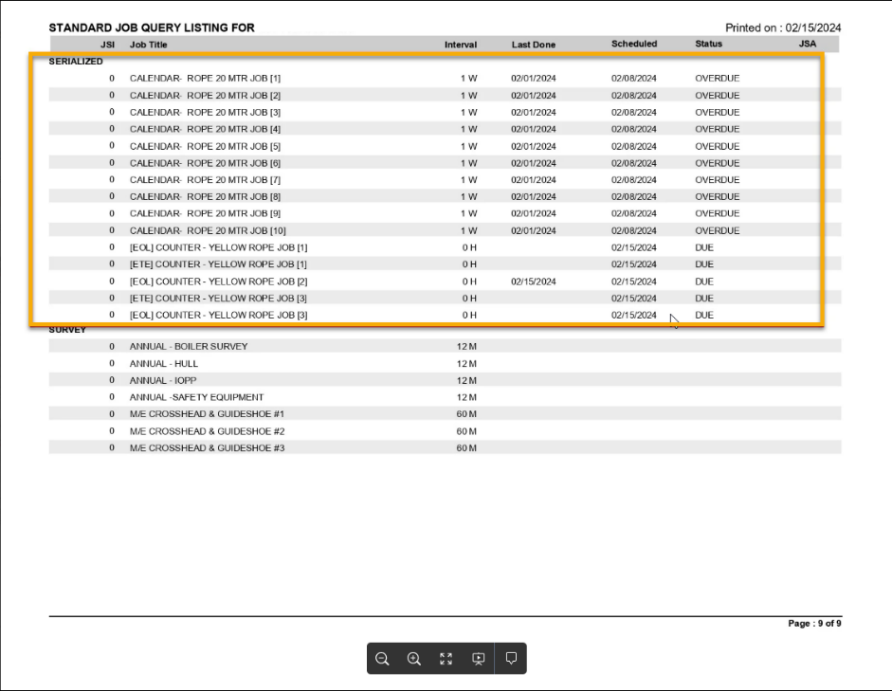 STANDARD JOB QUERY LISTING FOR Printed on : 02/15/2024
JSI Job Title Interval Last Done Scheduled Status JSA
SERIALIZED
0 CALENDAR- ROPE 20 MTR JOB [1] 1 W 02/01/2024 02/08/2024 OVERDUE
0 CALENDAR- ROPE 20 MTR JOB [2] 1 W 02/01/2024 02/08/2024 OVERDUE
0 CALENDAR- ROPE 20 MTR JOB [3] 1 W 02/01/2024 02/08/2024 OVERDUE
0 CALENDAR- ROPE 20 MTR JOB [4] 1 W 02/01/2024 02/08/2024 OVERDUE
0 CALENDAR- ROPE 20 MTR JOB [5] 1 W 02/01/2024 02/08/2024 OVERDUE
0 CALENDAR- ROPE 20 MTR JOB [6] 1 W 02/01/2024 02/08/2024 OVERDUE
0 CALENDAR- ROPE 20 MTR JOB [7] 1 W 02/01/2024 02/08/2024 OVERDUE
0 CALENDAR- ROPE 20 MTR JOB [8] 1 W 02/01/2024 02/08/2024 OVERDUE
0 CALENDAR- ROPE 20 MTR JOB [9] 1 W 02/01/2024 02/08/2024 OVERDUE
0 CALENDAR- ROPE 20 MTR JOB [10] 1 W 02/01/2024 02/08/2024 OVERDUE
0 [EOL] COUNTER - YELLOW ROPE JOB [1] 0 H 02/15/2024 DUE
0 [ETE] COUNTER - YELLOW ROPE JOB [1] 0 H 02/15/2024 DUE
0 [EOL] COUNTER - YELLOW ROPE JOB [2] 0 H 02/15/2024 02/15/2024 DUE
0 [ETE] COUNTER - YELLOW ROPE JOB [3] 0 H 02/15/2024 DUE
0 [EOL] COUNTER - YELLOW ROPE JOB [3] 0 H 02/15/2024 DUE
SURVEY
0 ANNUAL - BOILER SURVEY 12 M
0 ANNUAL - HULL 12 M
0 ANNUAL - IOPP 12 M
0 ANNUAL -SAFETY EQUIPMENT 12 M
0 M/E CROSSHEAD & GUIDESHOE #1 60 M
0 M/E CROSSHEAD & GUIDESHOE #2 60 M
0 M/E CROSSHEAD & GUIDESHOE #3 60 M
Page : 9 of 9